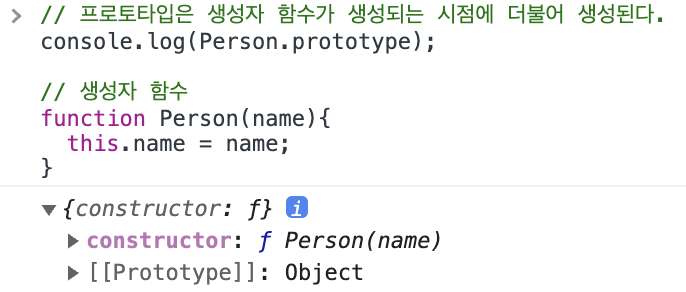 > // 프로토타입은 생성자 함수가 생성되는 시점에 더불어 생성된다.
console.log(Person.prototype);
// 생성자 함수
function Person(name){
  this.name = name;
}
▼{constructor: ƒ} i
▶constructor: ƒ Person(name)
▶[[Prototype]]: Object